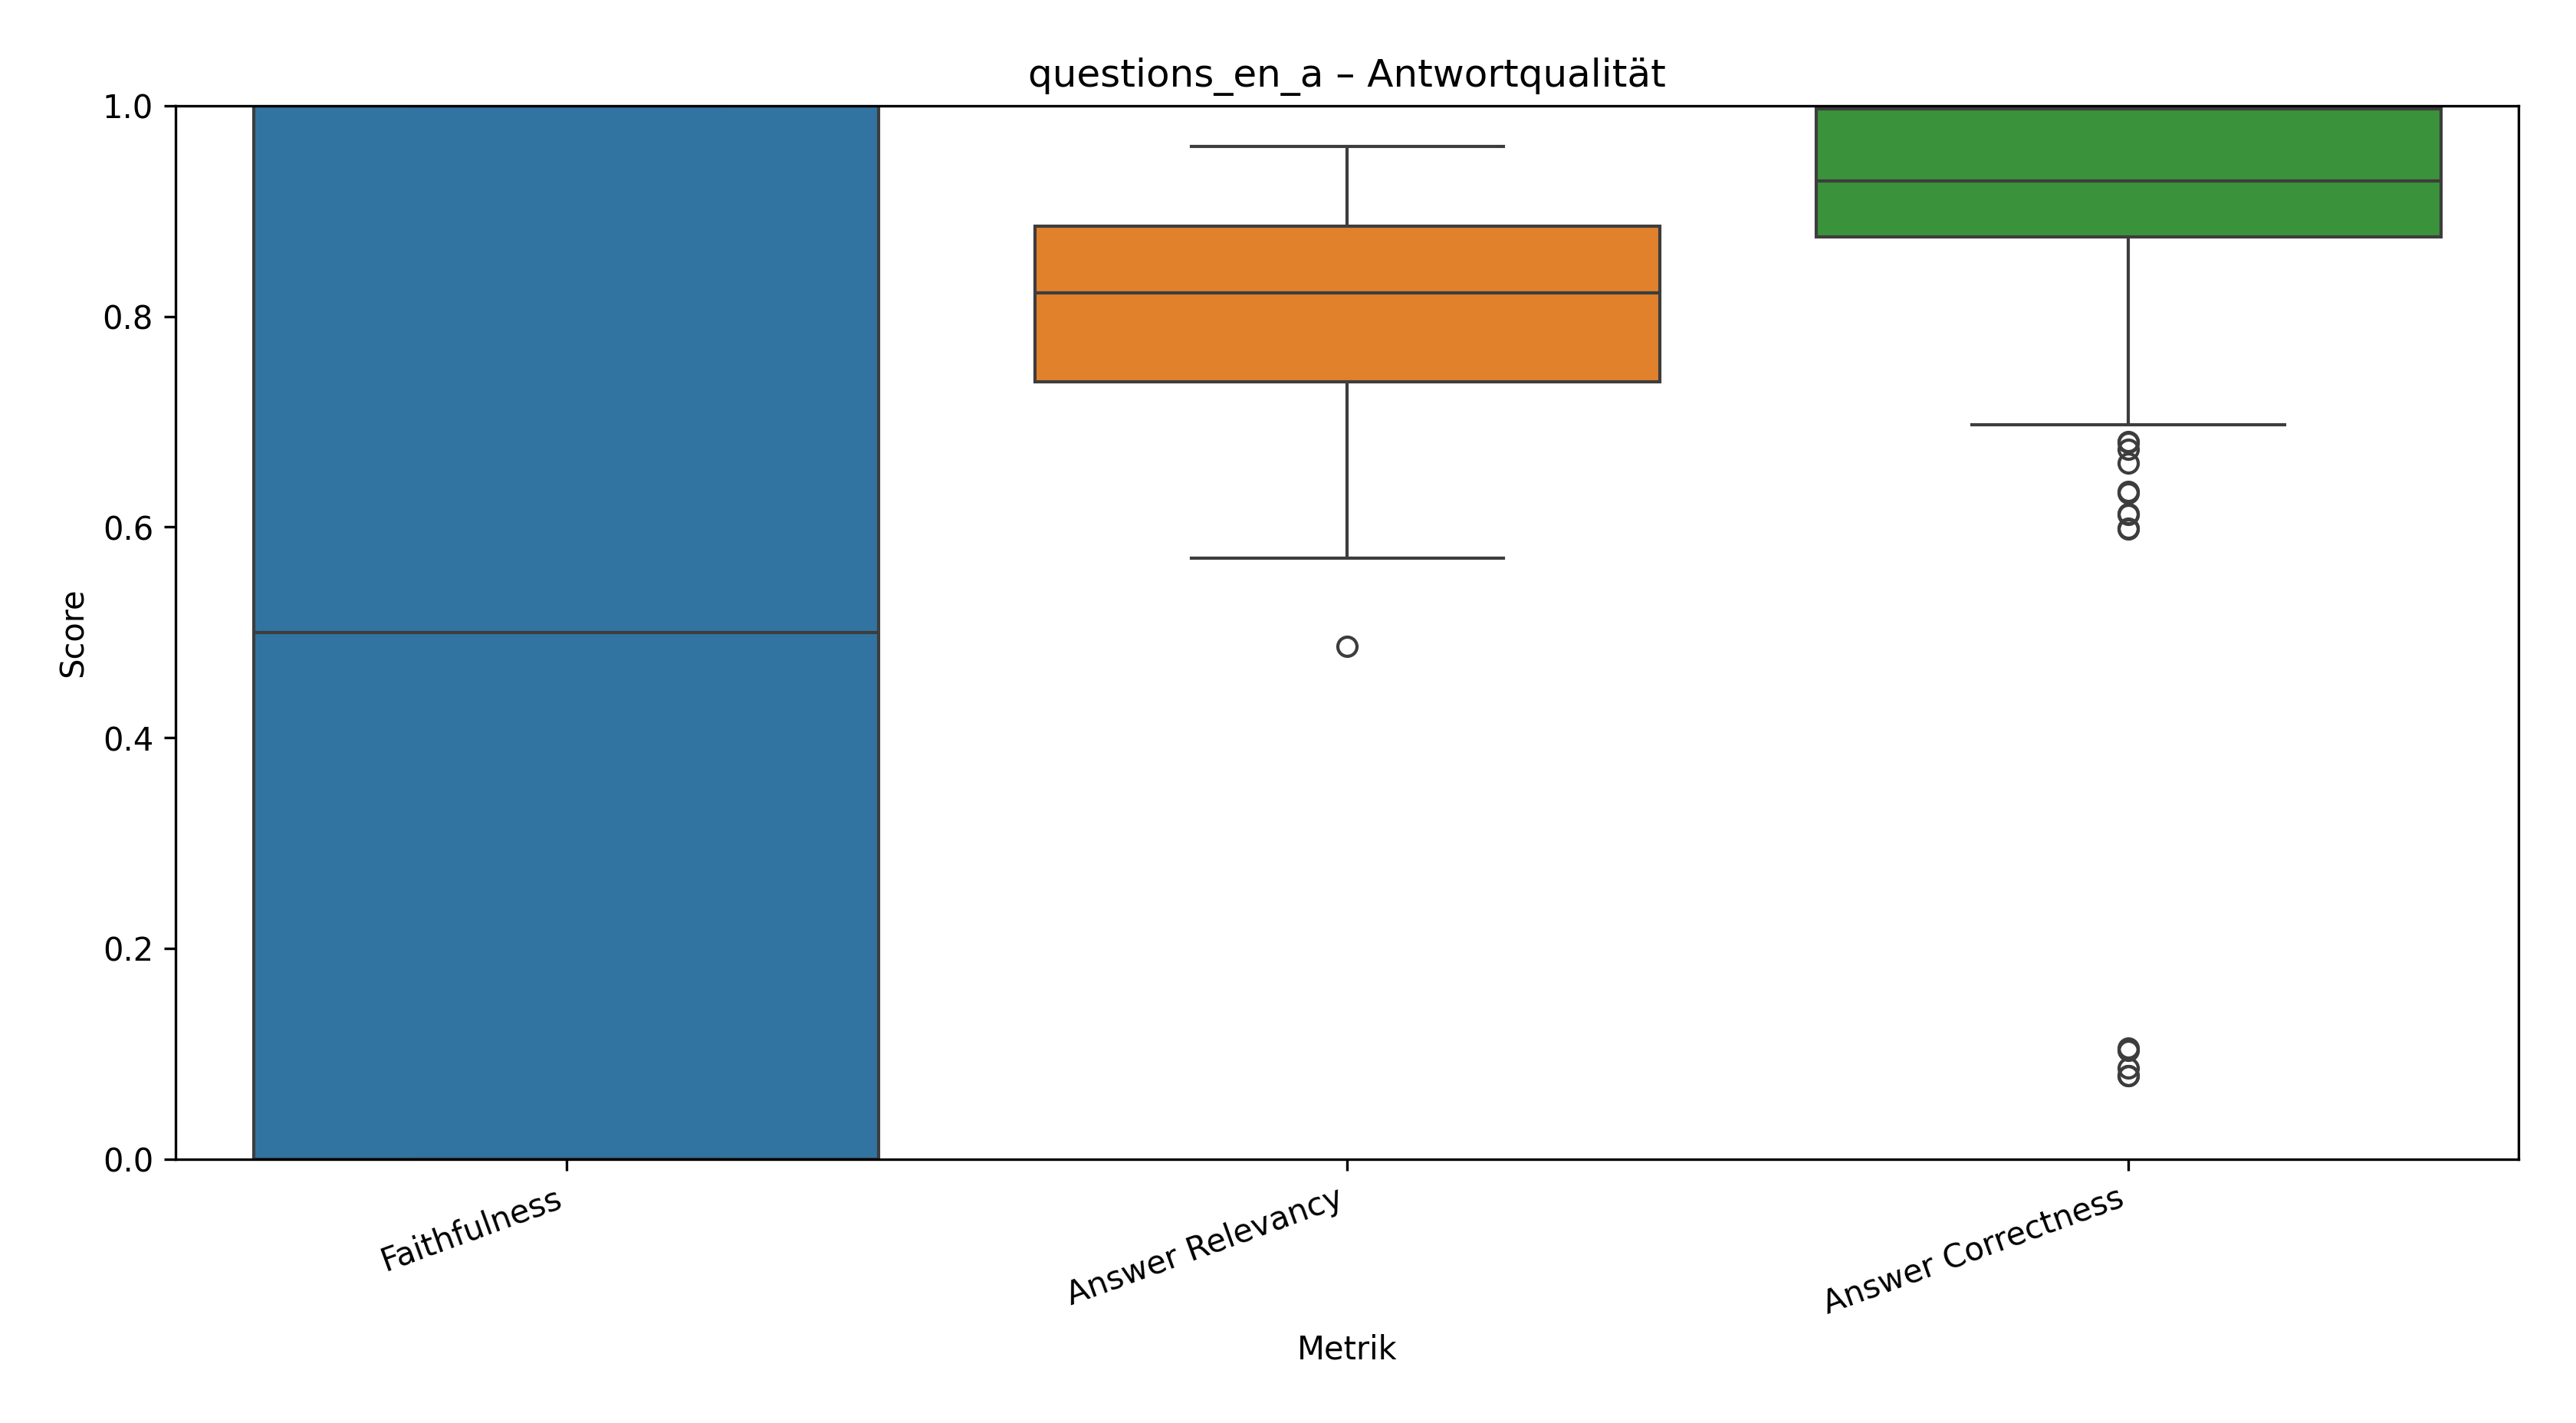 questions_en_a – Antwortqualität
1.0
0.8
0.6
0.4
0.2
0.0
Score
Faithfulness
Answer Relevancy
Answer Correctness
Metrik